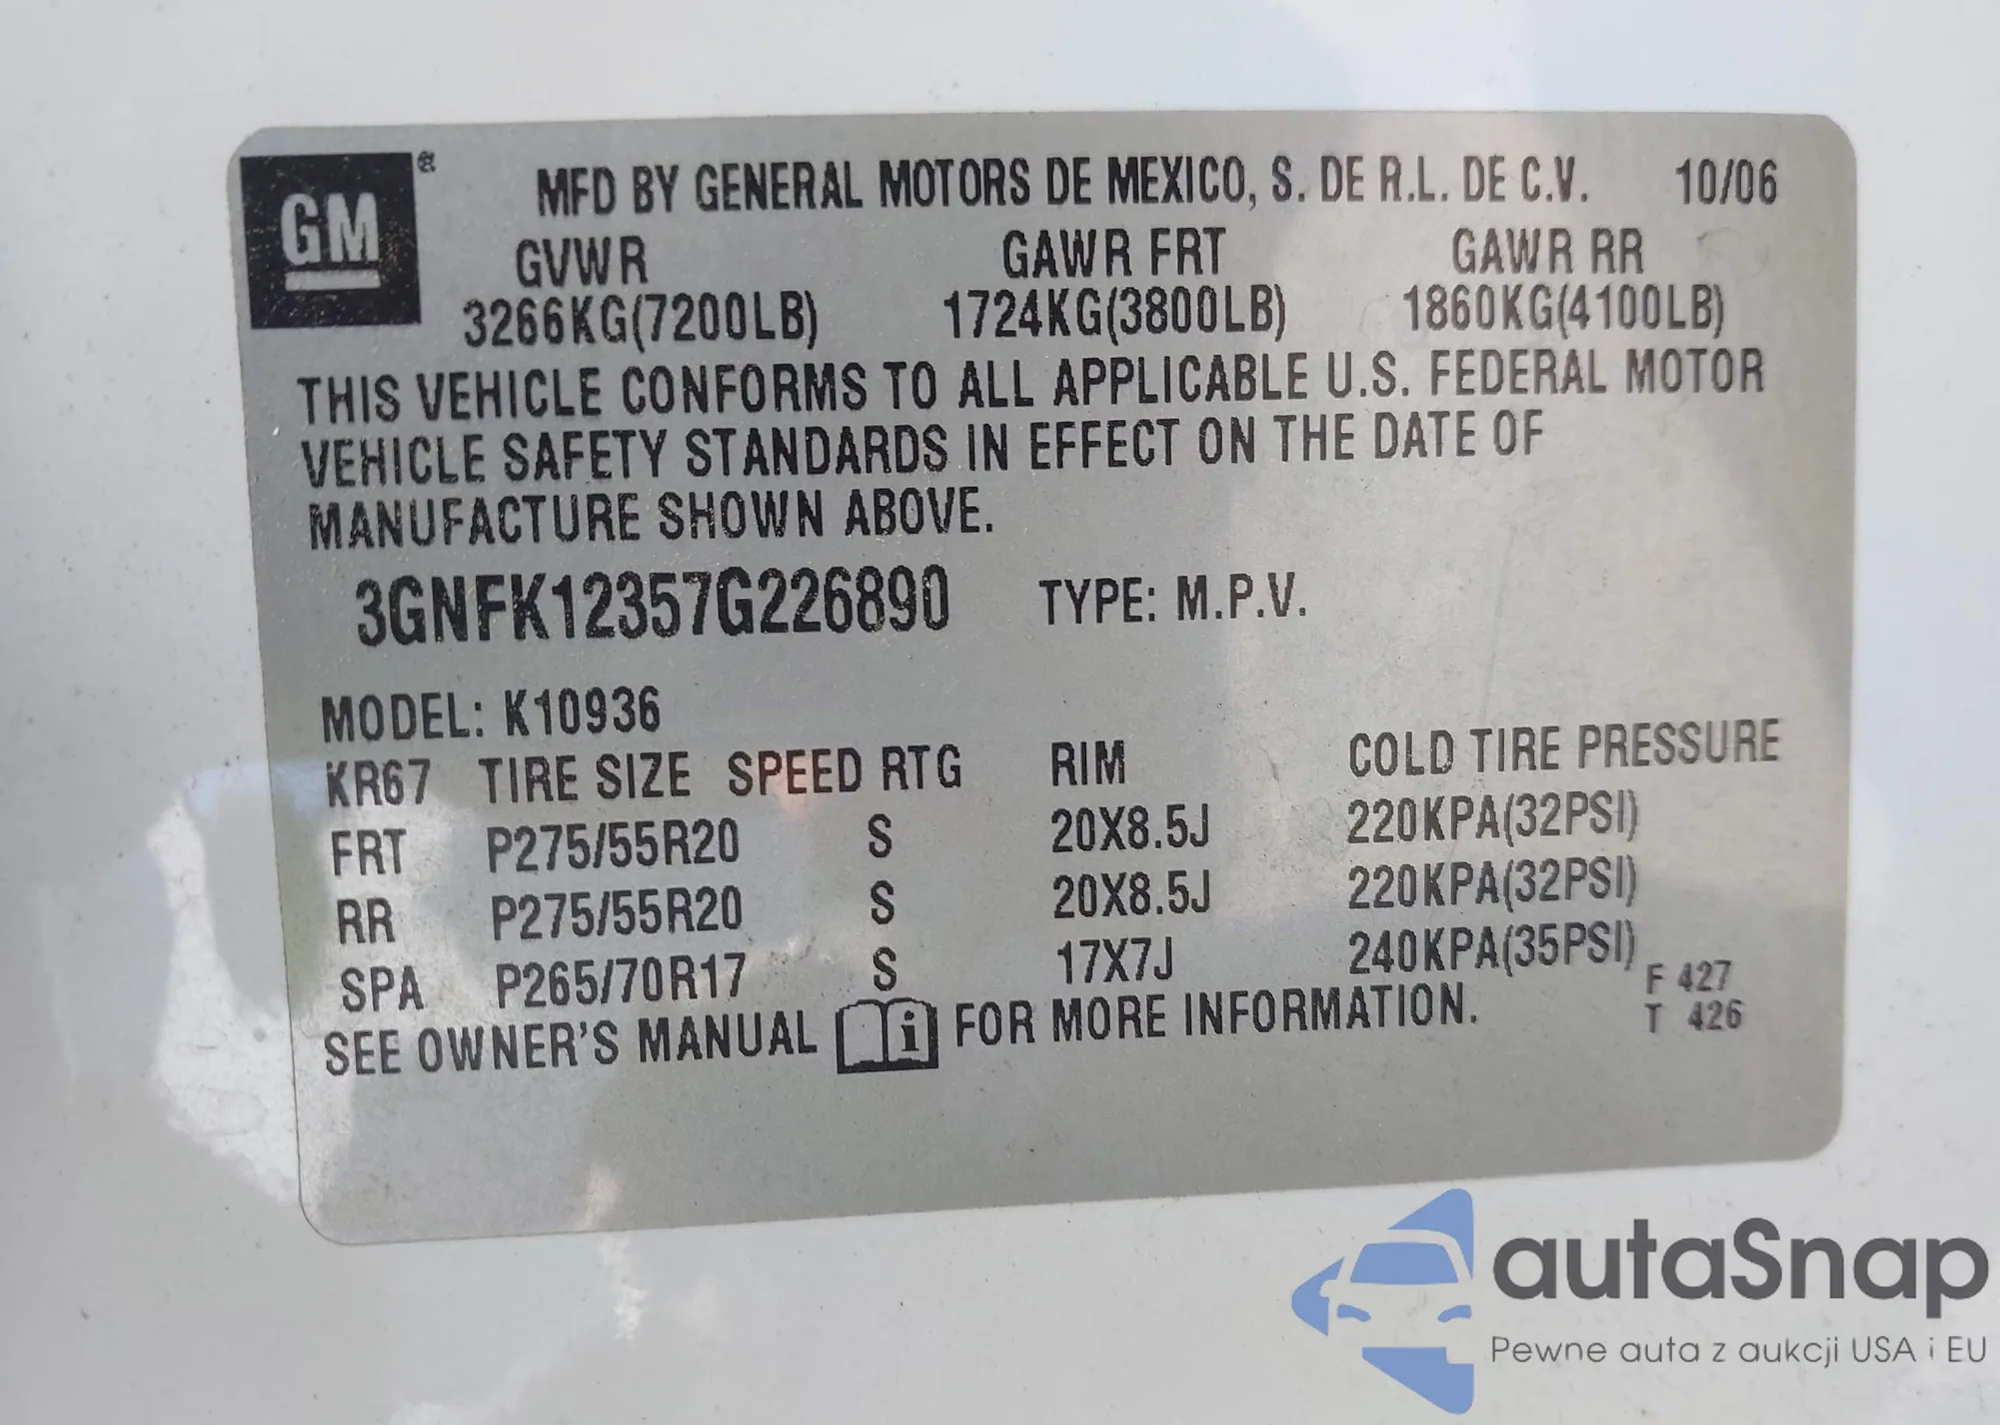 GM®
MFD BY GENERAL MOTORS DE MEXICO, S. DE R.L. DE C.V. 10/06
GVWR GAWR FRT GAWR RR
3266KG(7200LB) 1724KG(3800LB) 1860KG(4100LB)
THIS VEHICLE CONFORMS TO ALL APPLICABLE U.S. FEDERAL MOTOR
VEHICLE SAFETY STANDARDS IN EFFECT ON THE DATE OF
MANUFACTURE SHOWN ABOVE.
3GNFK12357G226890 TYPE: M.P.V.
MODEL: K10936
KR67 TIRE SIZE SPEED RTG RIM COLD TIRE PRESSURE
FRT P275/55R20 S 20X8.5J 220KPA(32PSI)
RR P275/55R20 S 20X8.5J 220KPA(32PSI)
SPA P265/70R17 S 17X7J 240KPA(35PSI)
F 427
SEE OWNER'S MANUAL i FOR MORE INFORMATION.
T 426
autaSnap
Pewne auta z aukcji USA i EU